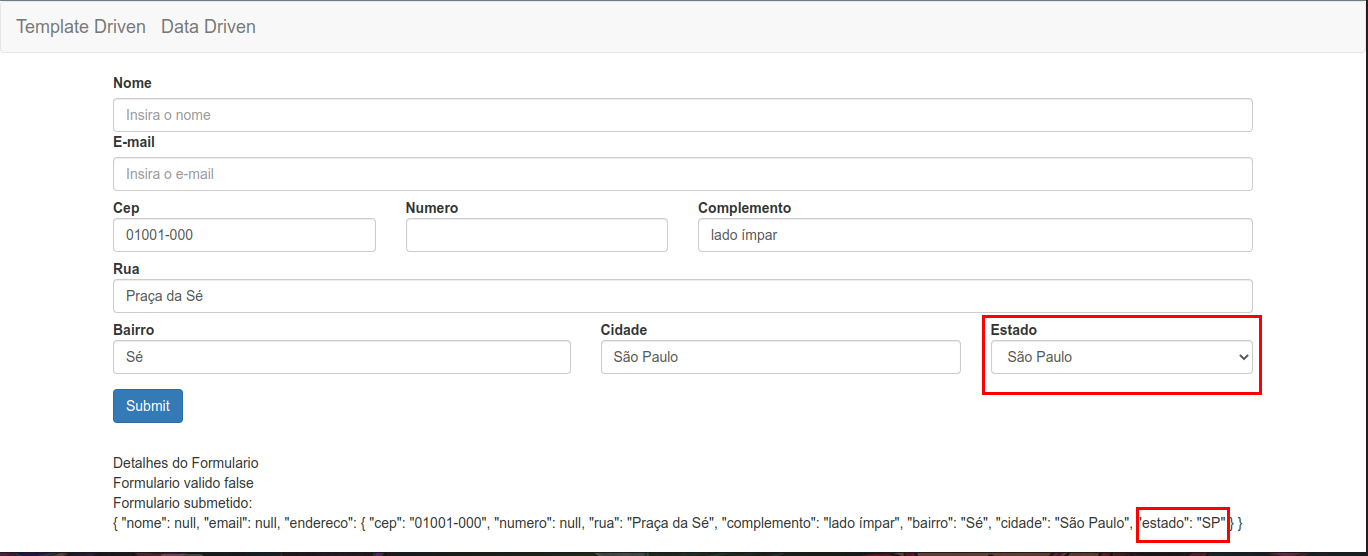 Template Driven Data Driven
Nome
Insira o nome
E-mail
Insira o e-mail
Cep Numero Complemento
01001-000 lado ímpar
Rua
Praça da Sé
Bairro Cidade Estado
Sé São Paulo São Paulo
Submit
Detalhes do Formulario
Formulario valido false
Formulario submetido:
{ "nome": null, "email": null, "endereco": { "cep": "01001-000", "numero": null, "rua": "Praça da Sé", "complemento": "lado ímpar", "bairro": "Sé", "cidade": "São Paulo", "estado": "SP" } }